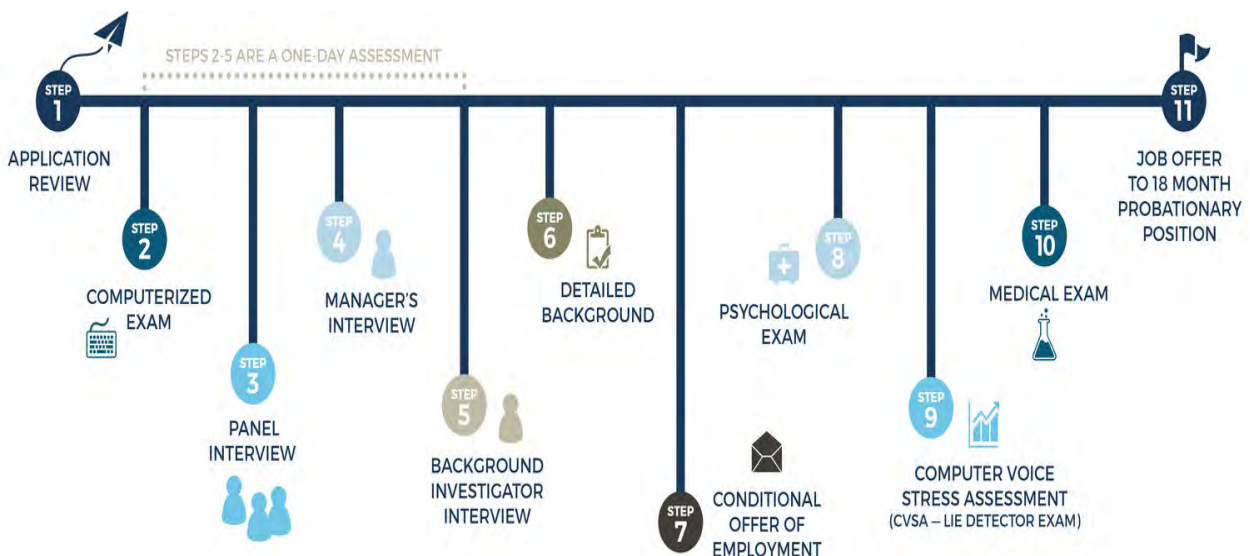 STEPS 2-5 ARE A ONE-DAY ASSESSMENT
STEP
1
APPLICATION
REVIEW
STEP
2
COMPUTERIZED
EXAM
STEP
3
PANEL
INTERVIEW
STEP
4
MANAGER'S
INTERVIEW
STEP
5
BACKGROUND
INVESTIGATOR
INTERVIEW
STEP
6
DETAILED
BACKGROUND
STEP
7
CONDITIONAL
OFFER OF
EMPLOYMENT
STEP
8
PSYCHOLOGICAL
EXAM
STEP
9
COMPUTER VOICE
STRESS ASSESSMENT
(CVSA – LIE DETECTOR EXAM)
STEP
10
MEDICAL EXAM
STEP
11
JOB OFFER
TO 18 MONTH
PROBATIONARY
POSITION